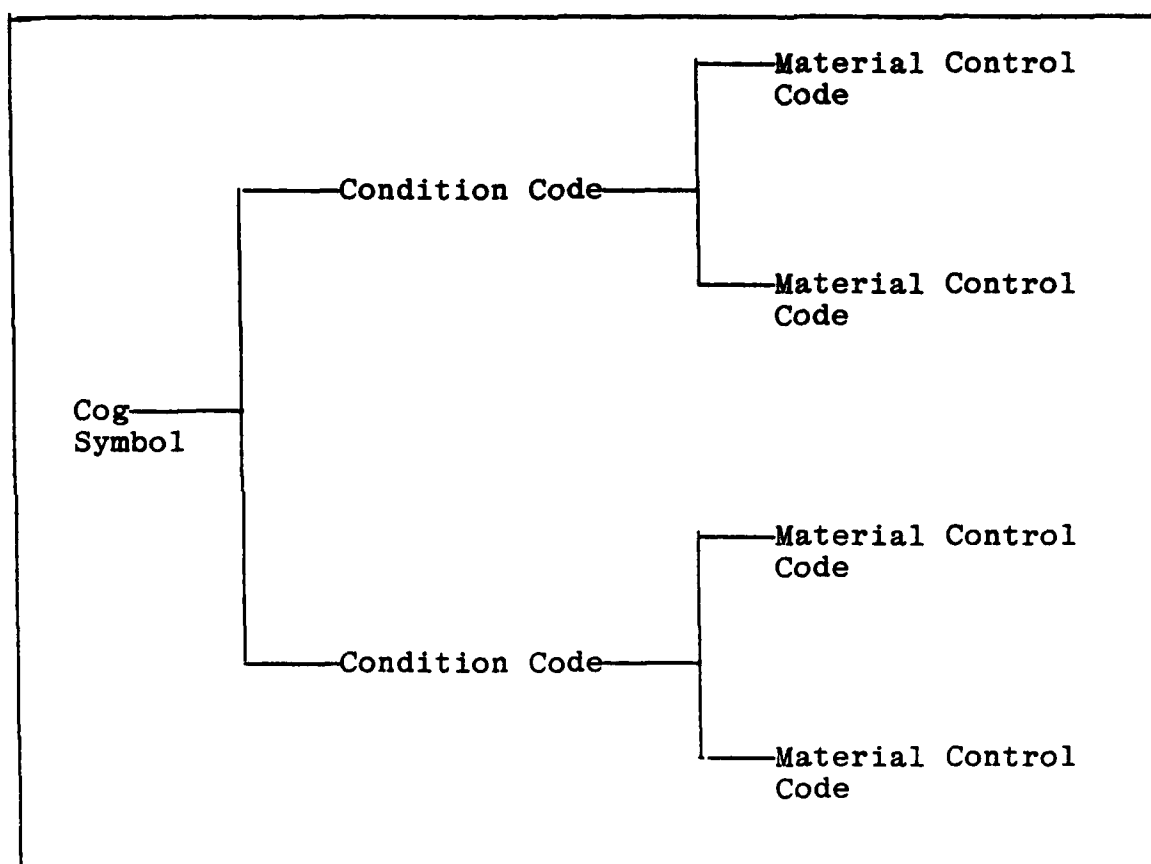 Material Control
Code
Condition Code
Material Control
Code
Cog
Symbol
Material Control
Code
Condition Code
Material Control
Code